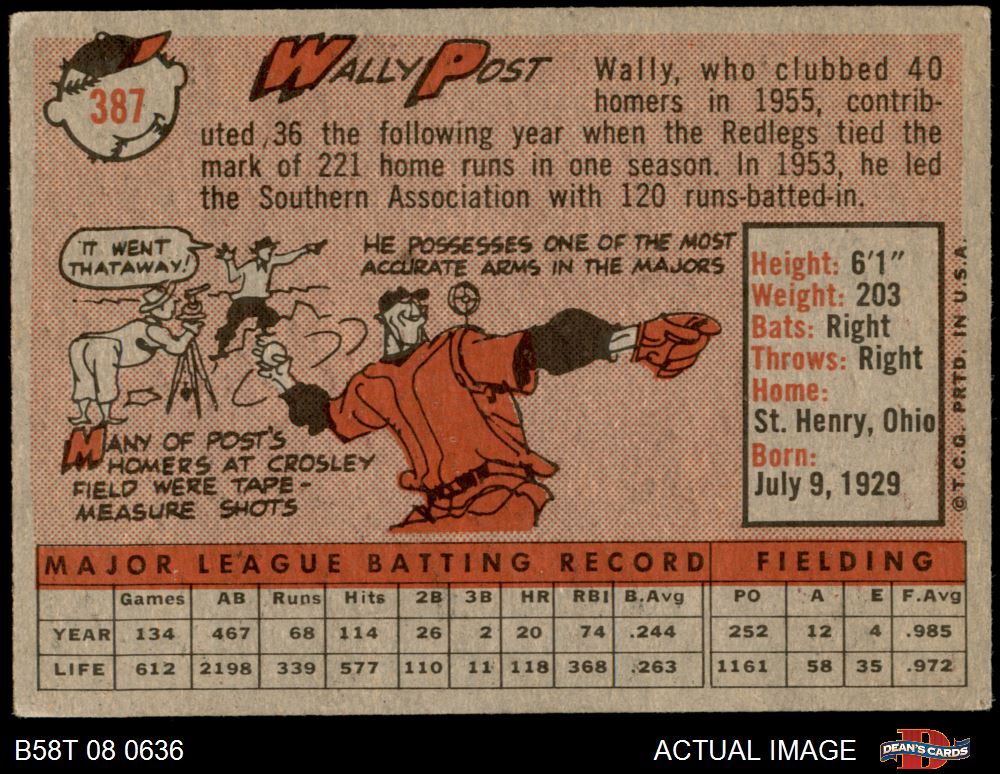 387
WALLY POST
Wally, who clubbed 40
homers in 1955, contrib-
uted 36 the following year when the Redlegs tied the
mark of 221 home runs in one season. In 1953, he led
the Southern Association with 120 runs-batted-in.
"IT WENT
THATAWAY!"
HE POSSESSES ONE OF THE MOST
ACCURATE ARMS IN THE MAJORS
MANY OF POST'S
HOMERS AT CROSLEY
FIELD WERE TAPE-
MEASURE SHOTS
Height: 6'1"
Weight: 203
Bats: Right
Throws: Right
Home:
St. Henry, Ohio
Born:
July 9, 1929
© T.C.G. PRTD. IN U.S.A.
MAJOR LEAGUE BATTING RECORD FIELDING
Games AB Runs Hits 2B 3B HR RBI B.Avg PO A E F.Avg
YEAR 134 467 68 114 26 2 20 74 .244 252 12 4 .985
LIFE 612 2198 339 577 110 11 118 368 .263 1161 58 35 .972
B58T 08 0636 ACTUAL IMAGE DEAN'S CARDS